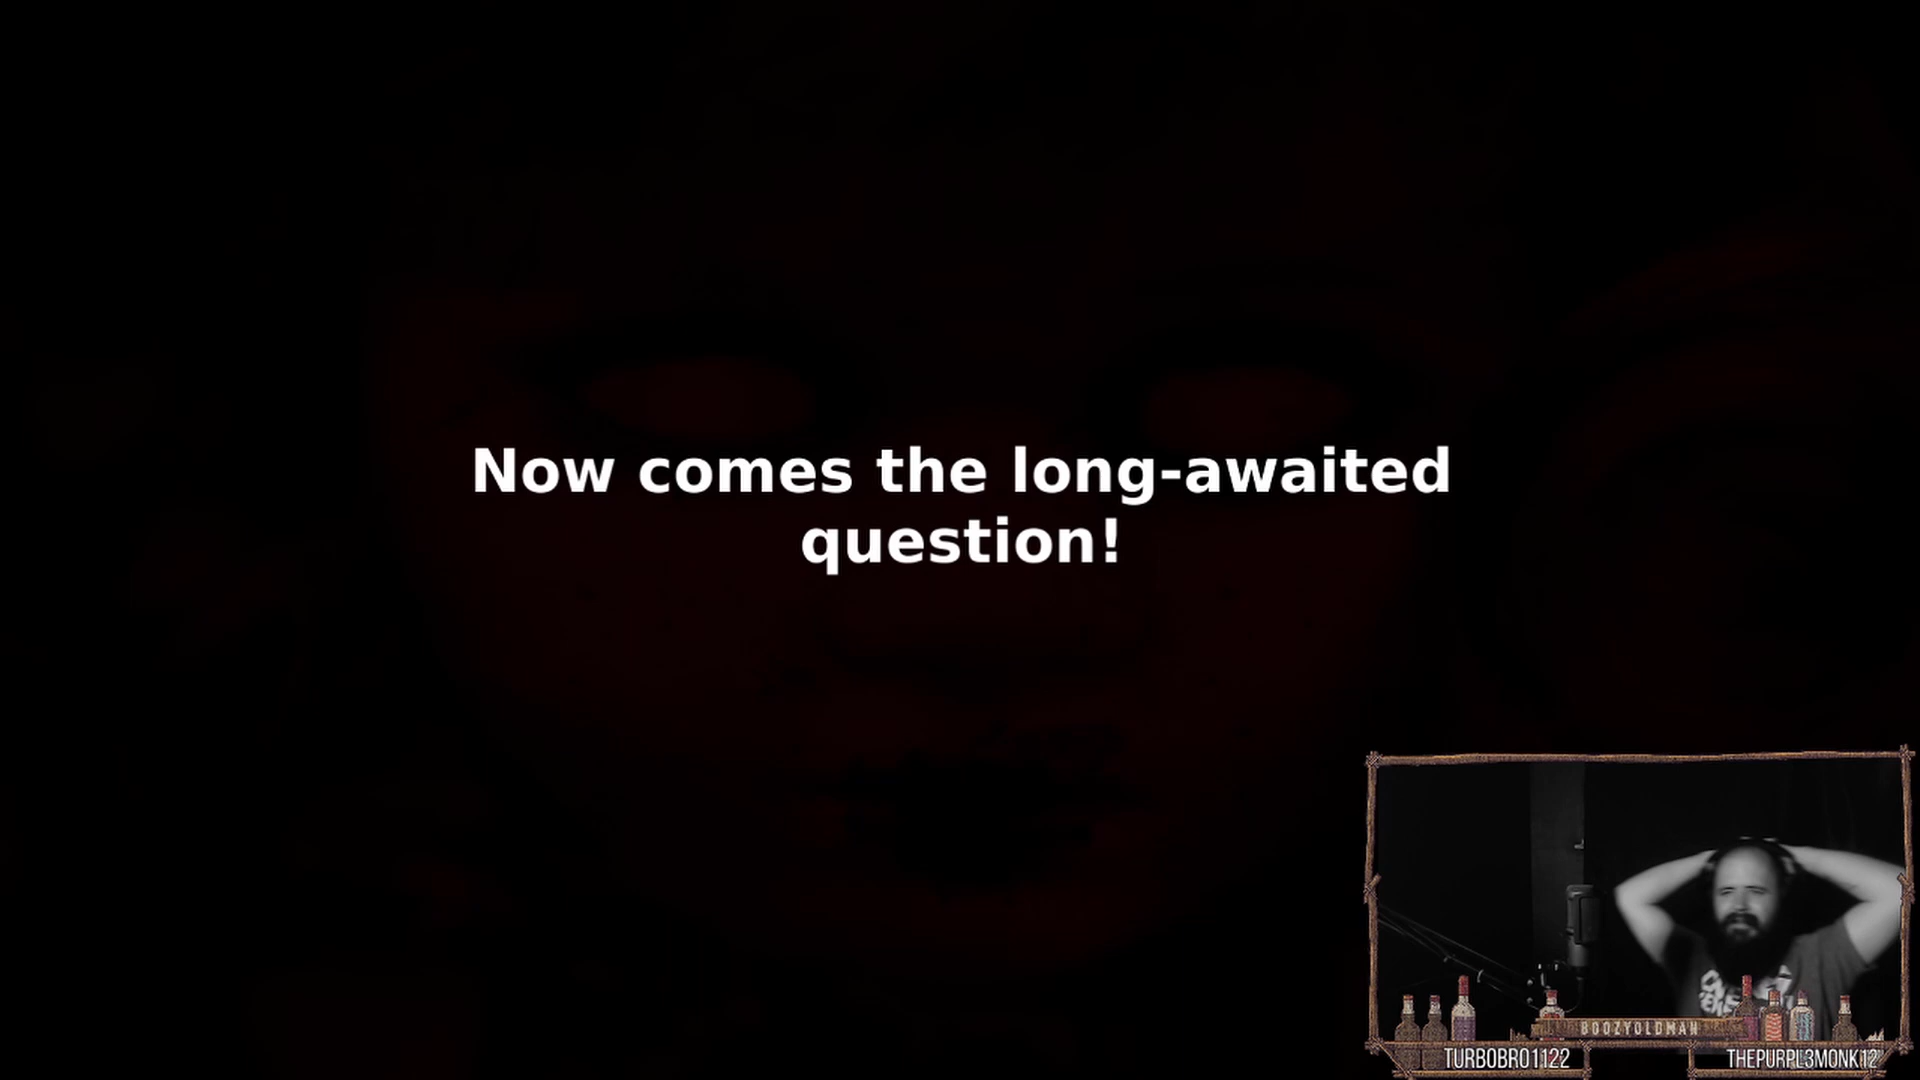 Now comes the long-awaited
question!
BOOZYOLDMAN
TURBOBRO1122
THEPURPL3MONK12